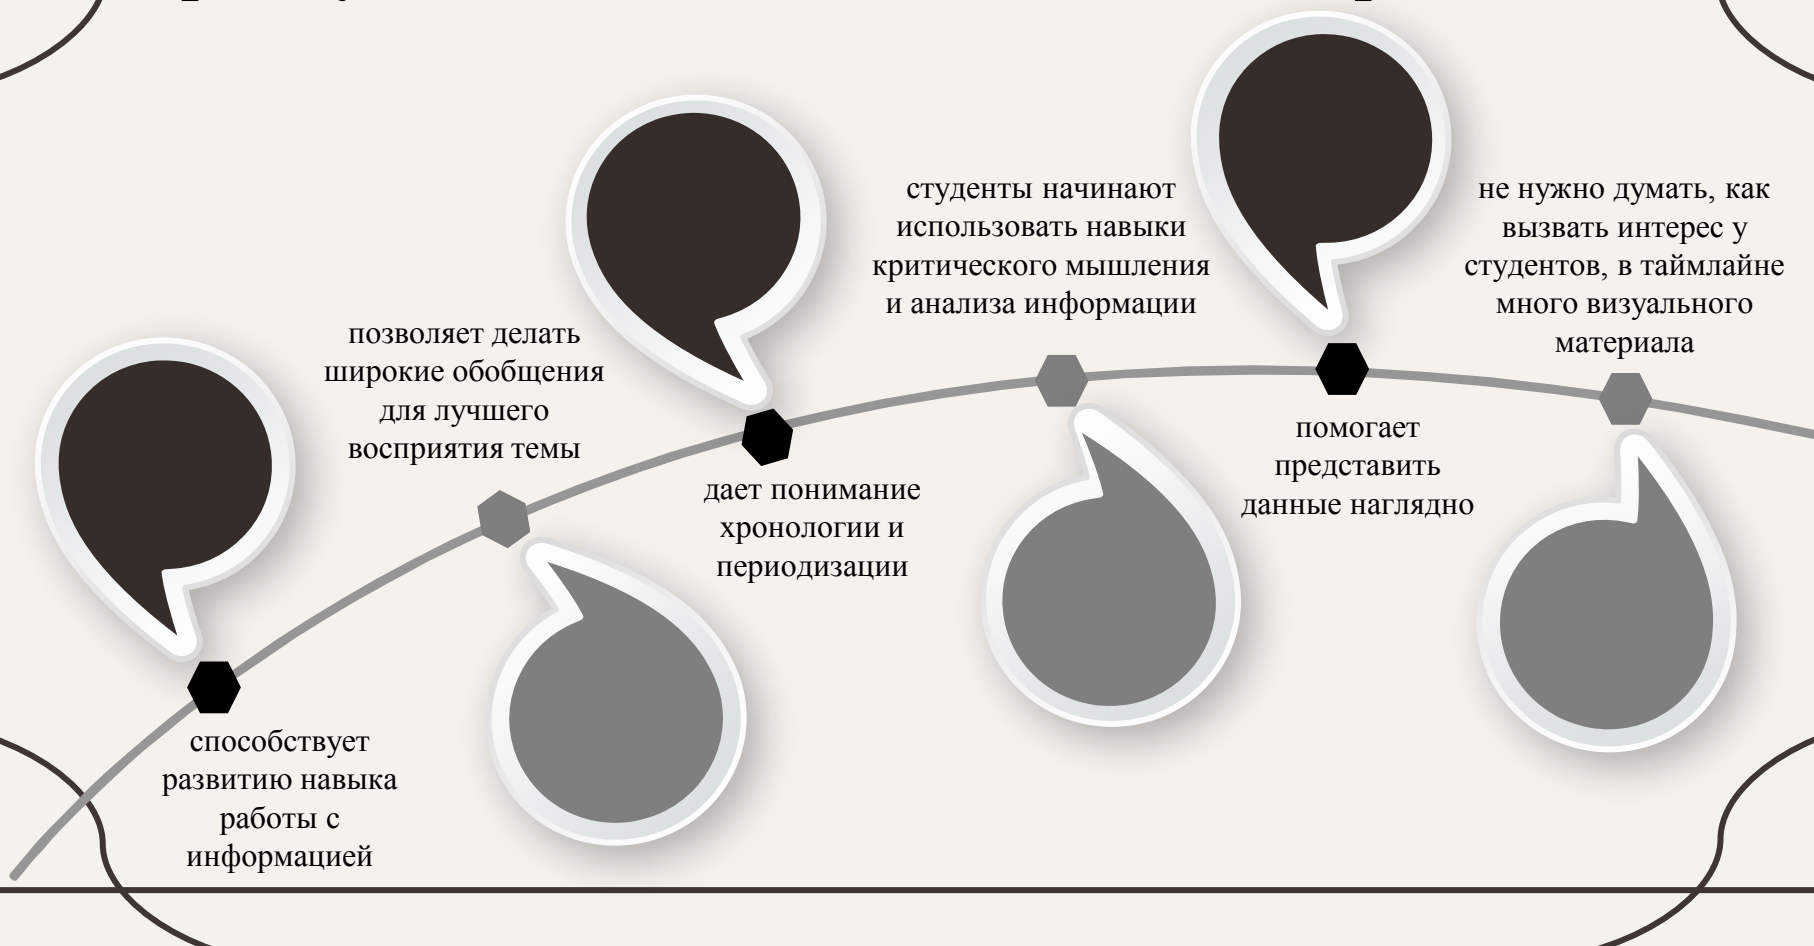 способствует
развитию навыка
работы с
информацией
позволяет делать
широкие обобщения
для лучшего
восприятия темы
дает понимание
хронологии и
периодизации
студенты начинают
использовать навыки
критического мышления
и анализа информации
помогает
представить
данные наглядно
не нужно думать, как
вызвать интерес у
студентов, в таймлайне
много визуального
материала